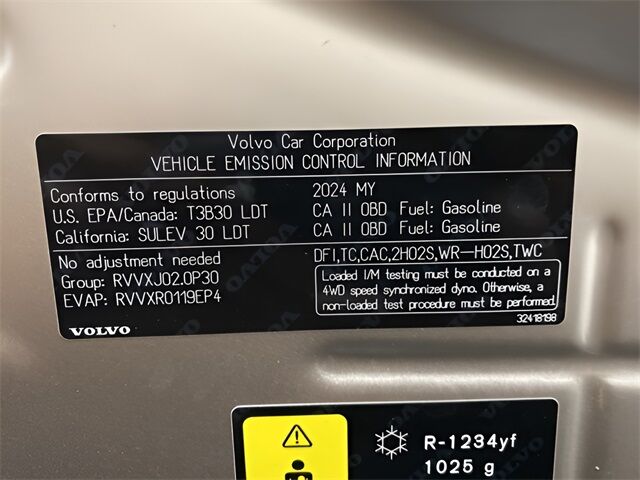 Volvo Car Corporation
VEHICLE EMISSION CONTROL INFORMATION
Conforms to regulations 2024 MY
U.S. EPA/Canada: T3B30 LDT CA II OBD Fuel: Gasoline
California: SULEV 30 LDT CA II OBD Fuel: Gasoline
No adjustment needed
Group: RVVXJ02.0P30
EVAP: RVVXR0119EP4
DFI,TC,CAC,2HO2S,WR-HO2S,TWC
Loaded I/M testing must be conducted on a
4WD speed synchronized dyno. Otherwise, a
non-loaded test procedure must be performed.
VOLVO
32418198
R-1234yf
1025 g